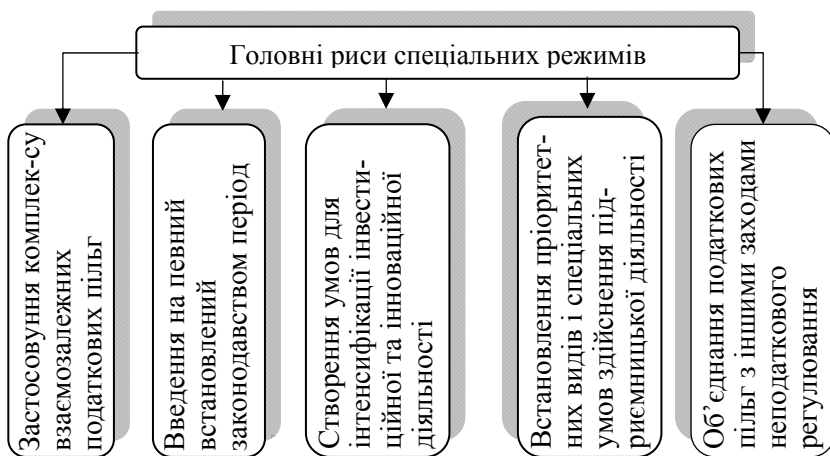 Головні риси спеціальних режимів
Застосовуння комплек-су
взаємозалежних
податкових пільг
Введення на певний
встановлений
законодавством період
Створення умов для
інтенсифікації інвести-
ційної та інноваційної
діяльності
Встановлення пріоритет-
них видів і спеціальних
умов здійснення під-
риємницької діяльності
Об’єднання податкових
пільг з іншими заходами
неподаткового
регулювання